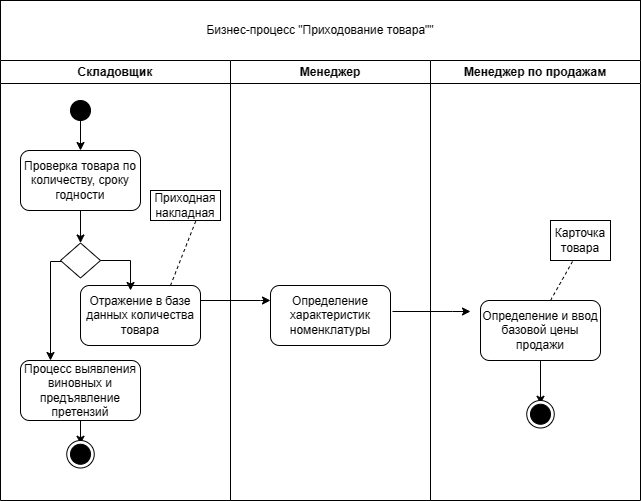 Бизнес-процесс "Приходование товара""
Складовщик
Менеджер
Менеджер по продажам
Проверка товара по
количеству, сроку
годности
Приходная
накладная
Отражение в базе
данных количества
товара
Процесс выявления
виновных и
предъявление
претензий
Определение
характеристик
номенклатуры
Карточка
товара
Определение и ввод
базовой цены
продажи